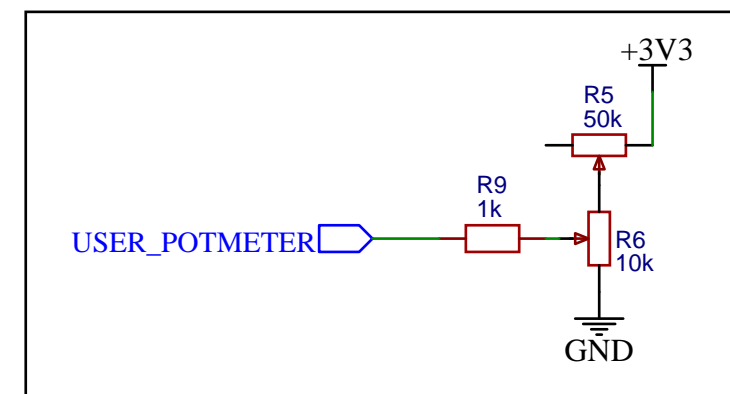 +3V3
R5
50k
R9
1k
USER_POTMETER
R6
10k
GND